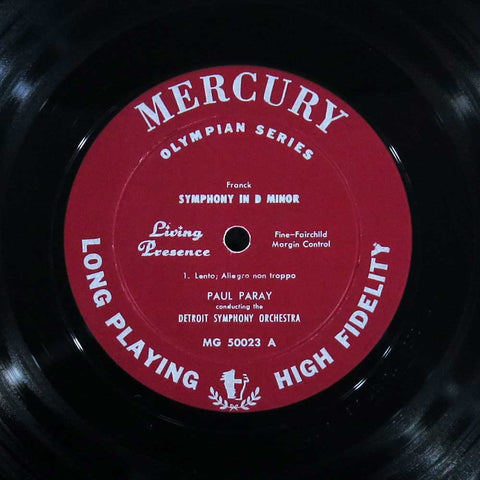 MERCURY
OLYMPIAN SERIES
Franck
SYMPHONY IN D MINOR
Living
Presence
Fine-Fairchild
Margin Control
1. Lento; Allegro non troppo
PAUL PARAY
conducting the
DETROIT SYMPHONY ORCHESTRA
MG 50023 A
LONG PLAYING
HIGH FIDELITY